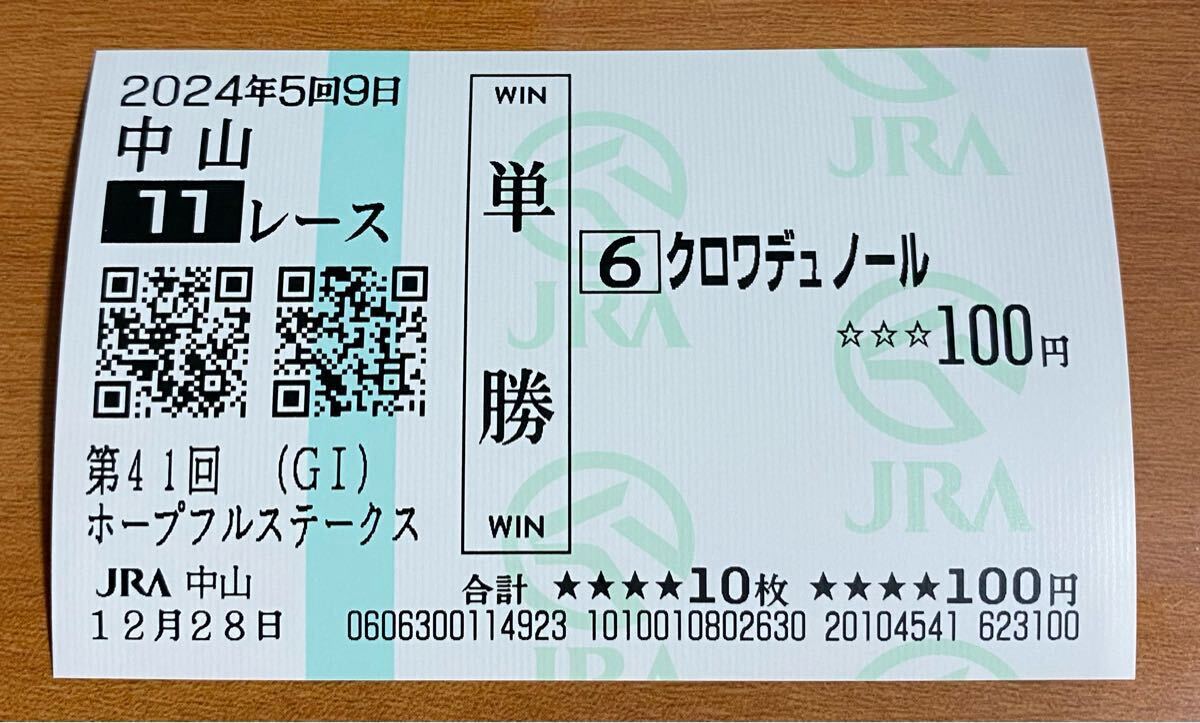 2024年5回9日
中山
11レース
第41回 (GI)
ホープフルステークス
JRA 中山
12月28日
WIN
単勝
WIN
6 クロワデュノール
☆☆☆100円
合計 ★★★★10枚 ★★★★100円
0606300114923 1010010802630 20104541 623100
JRA
JRA
JRA
JRA
JRA